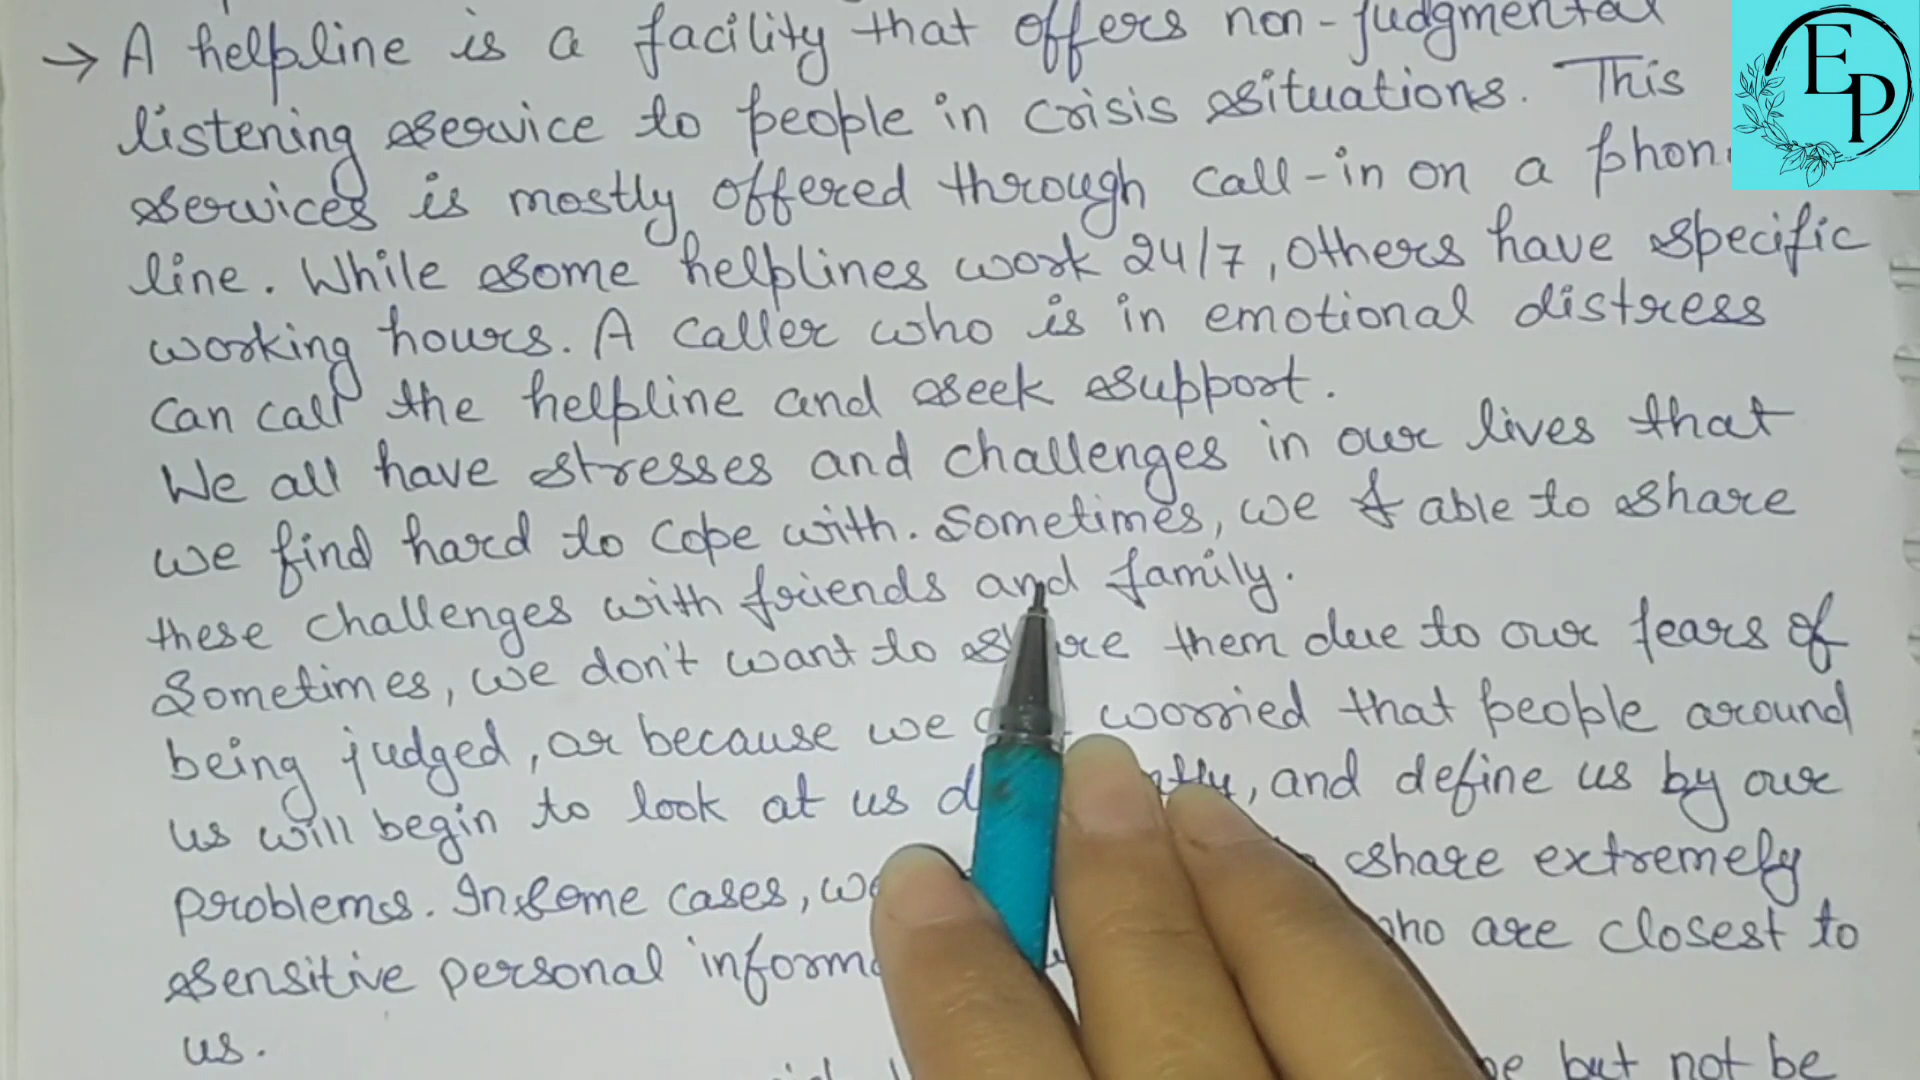 → A helpline is a facility that offers non-judgmental
listening service to people in crisis situations. This
services is mostly offered through call-in on a
line. While some helplines work 24/7, others have specific
working hours. A caller who is in emotional distress
can call the helpline and seek support.
We all have stresses and challenges in our lives that
we find hard to cope with. Sometimes, we able to share
these challenges with friends and family.
Sometimes, we don't want to share them due to our fears of
being judged, or because we worried that people around
us will begin to look at us and define us by our
problems. In some cases, we share extremely
sensitive personal who are closest to
us.
but not be
EP